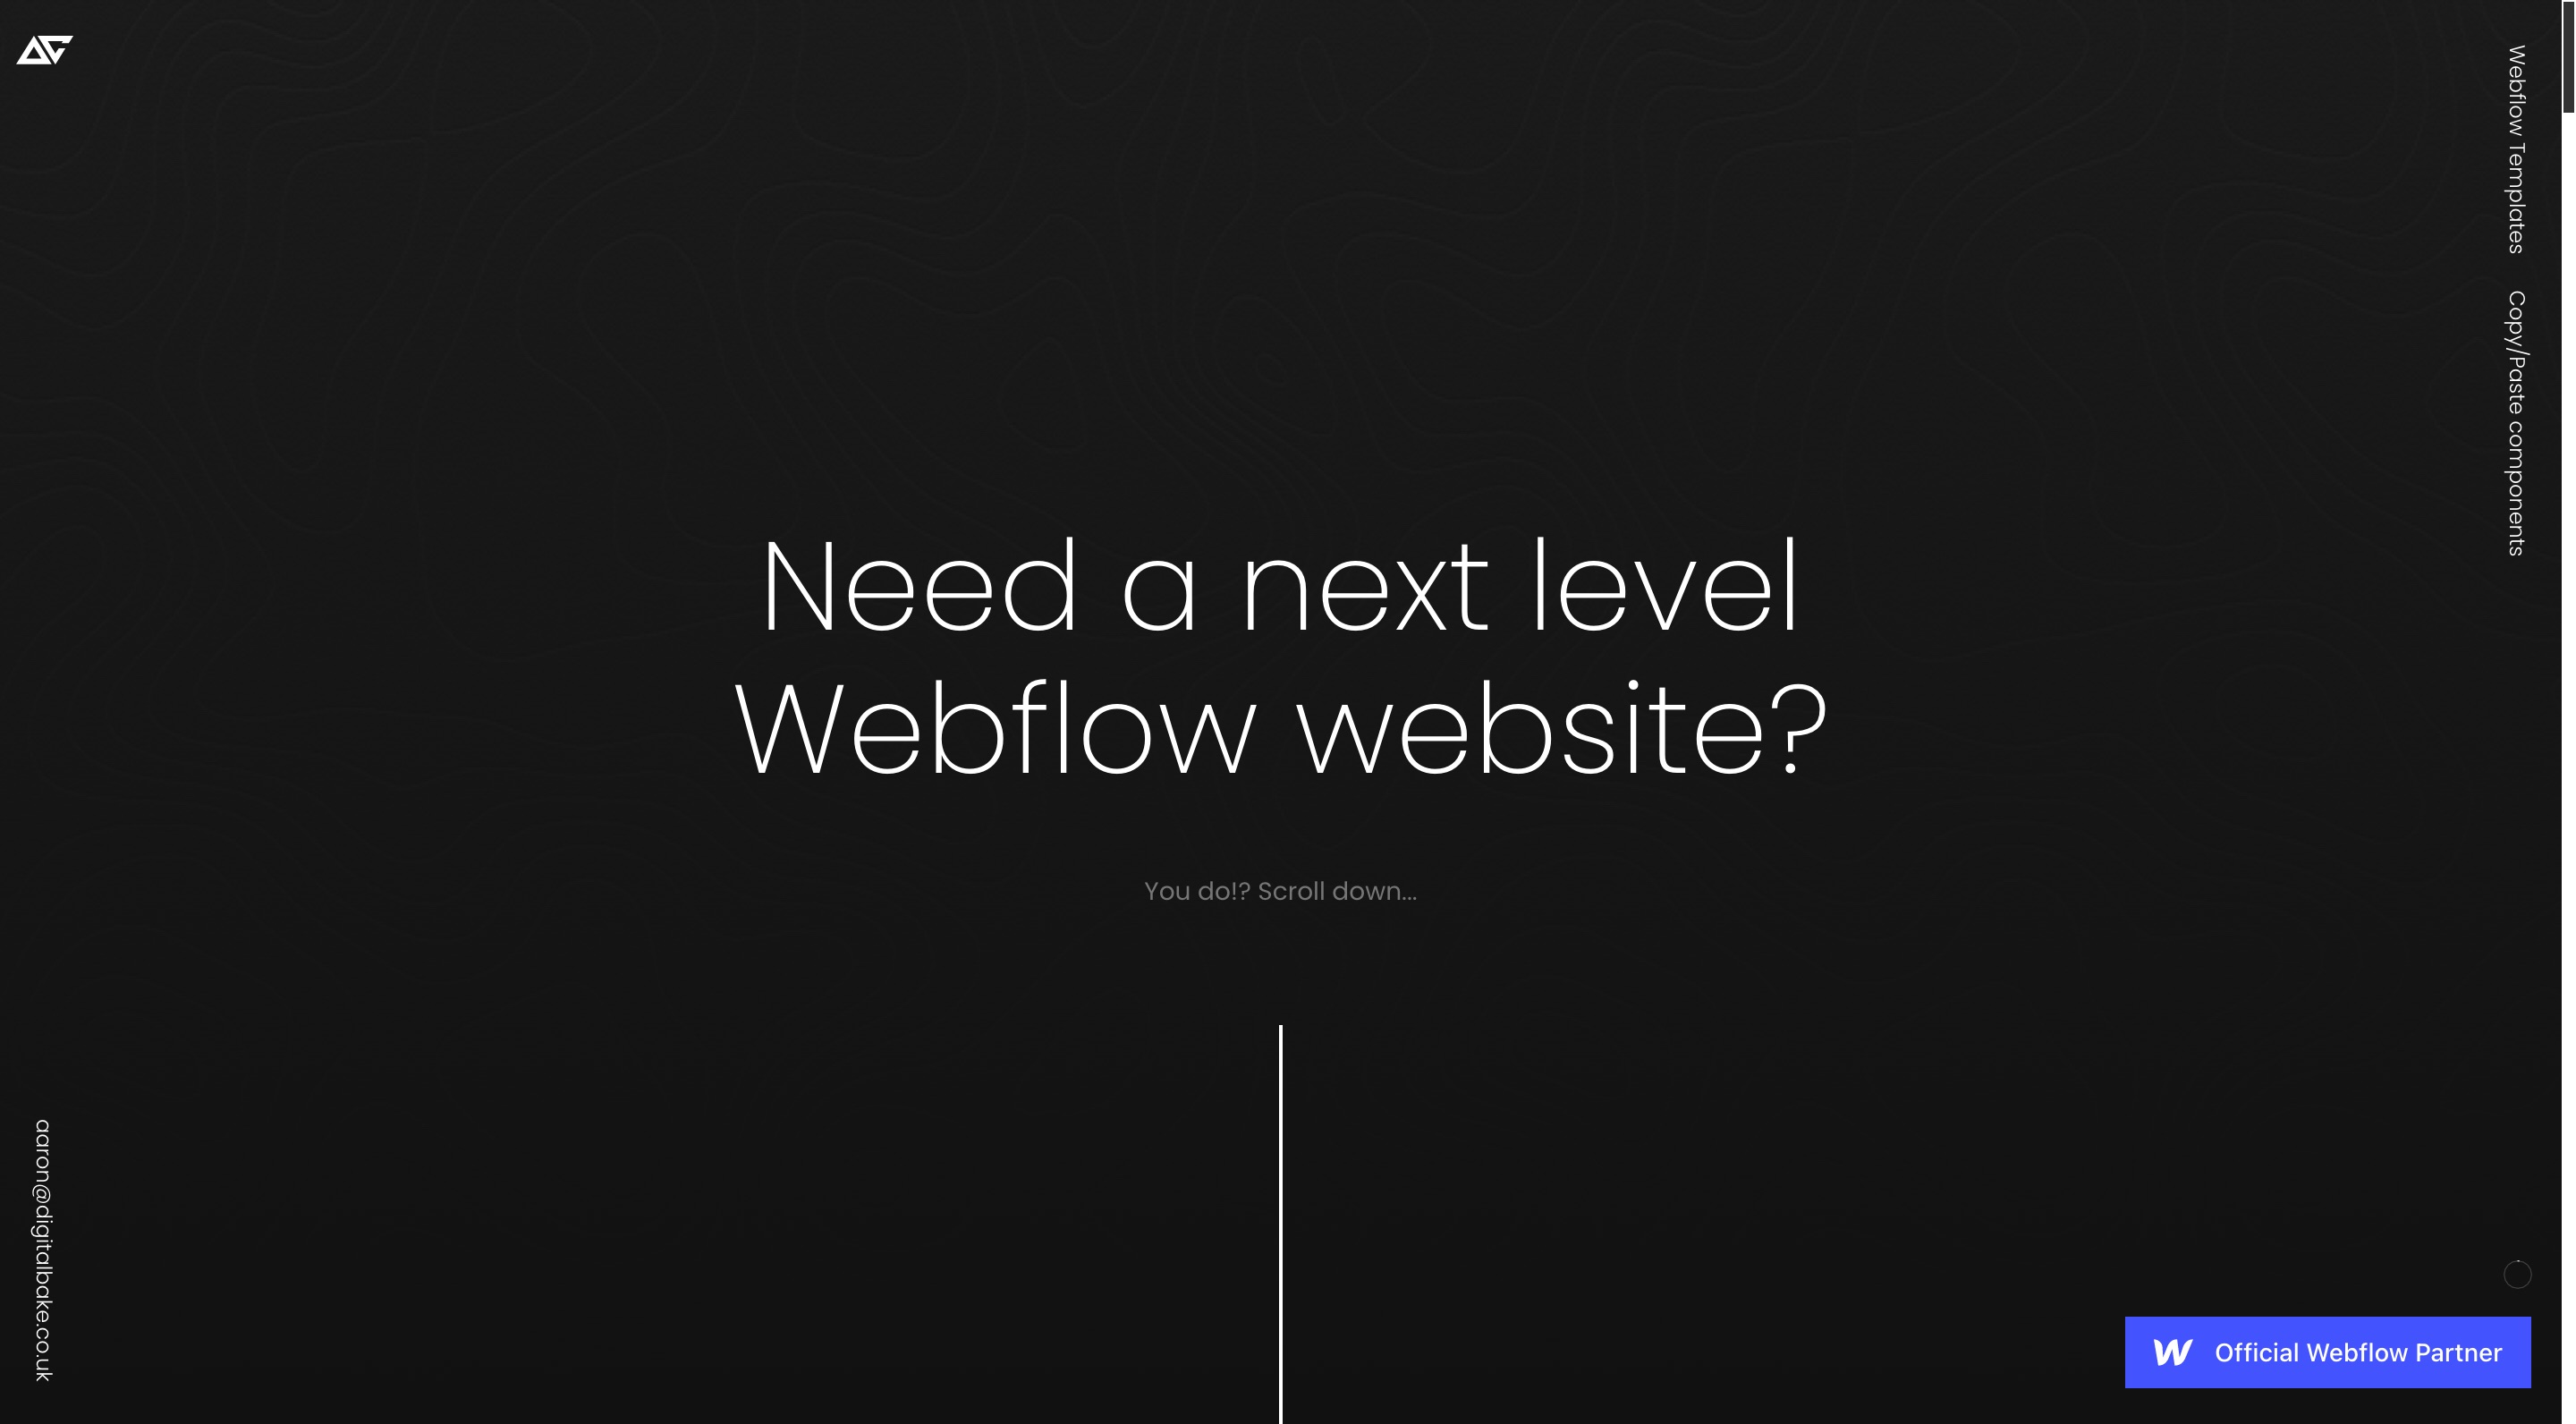 Webflow Templates
Copy/Paste components
Need a next level
Webflow website?
You do!? Scroll down...
aaron@digitalbake.co.uk
Official Webflow Partner